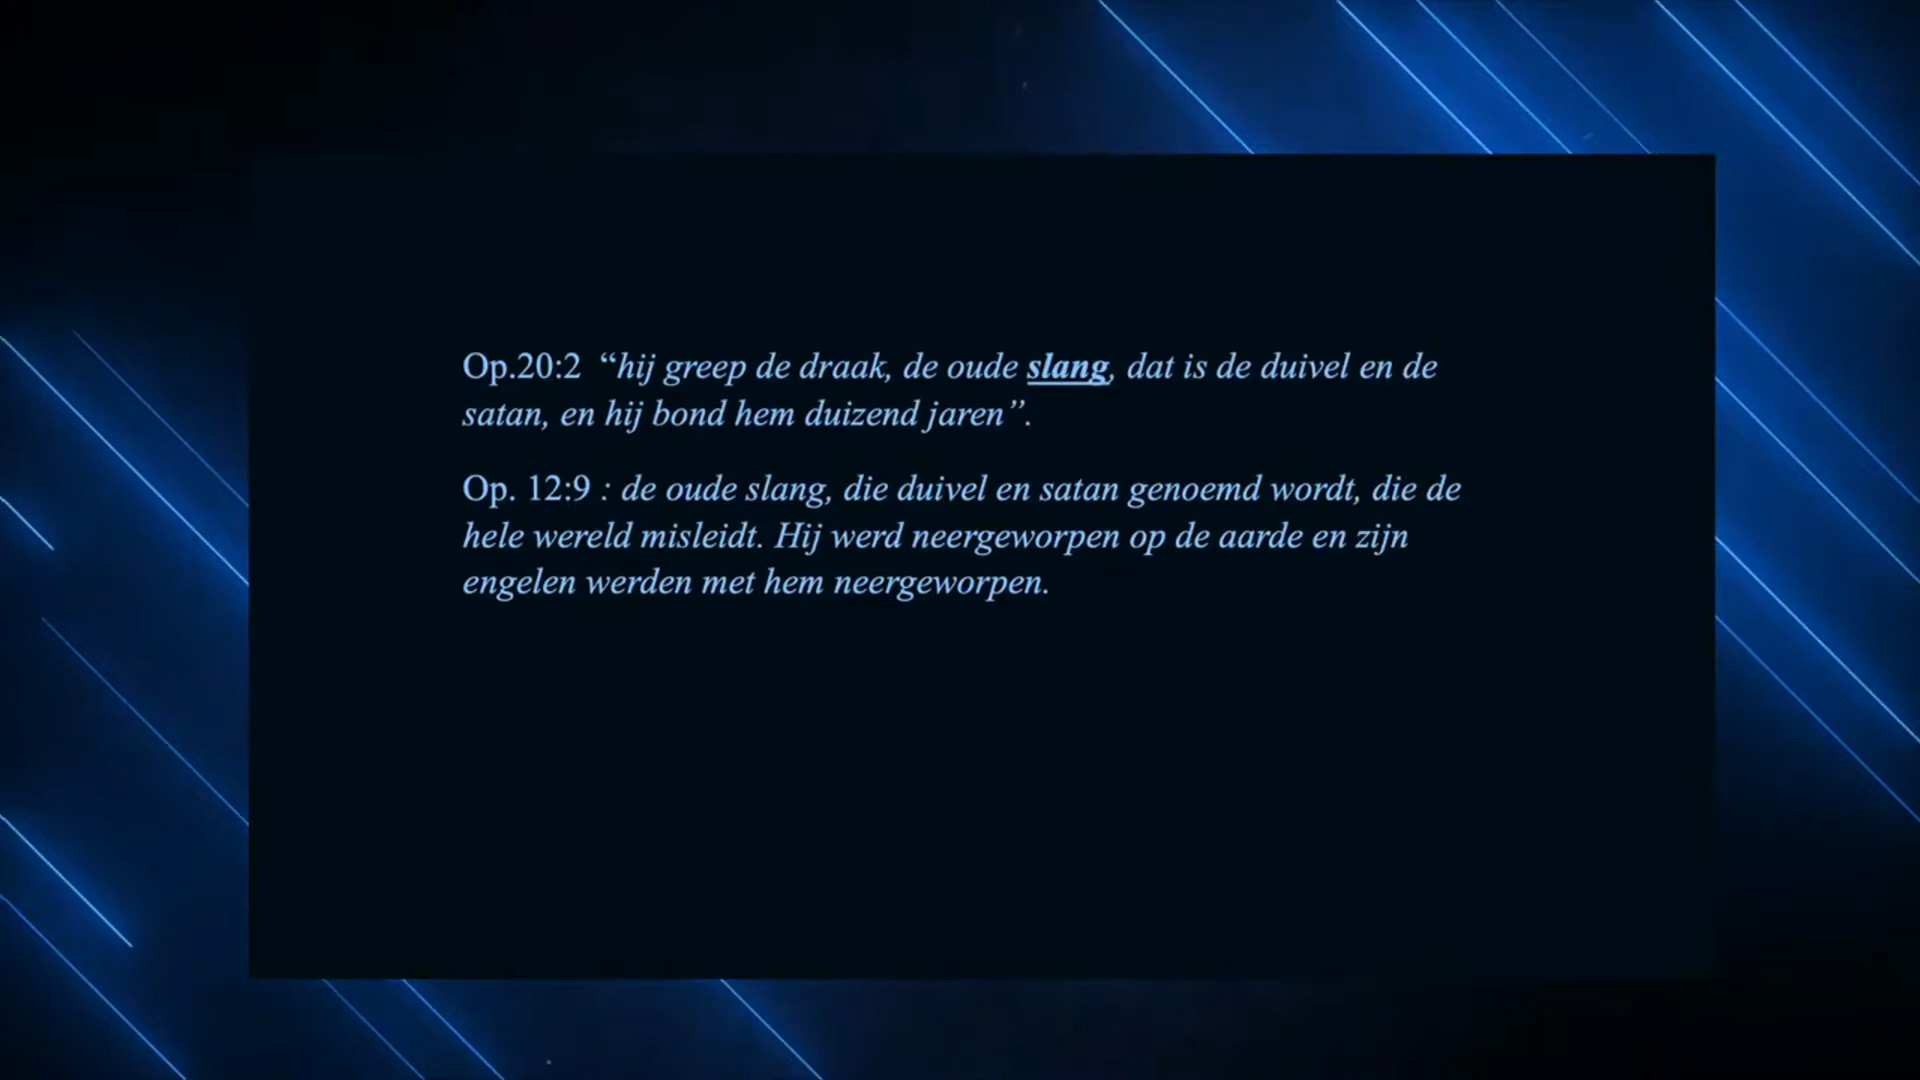 Op.20:2  “hij greep de draak, de oude slang, dat is de duivel en de
satan, en hij bond hem duizend jaren”.
Op. 12:9 : de oude slang, die duivel en satan genoemd wordt, die de
hele wereld misleidt. Hij werd neergeworpen op de aarde en zijn
engelen werden met hem neergeworpen.